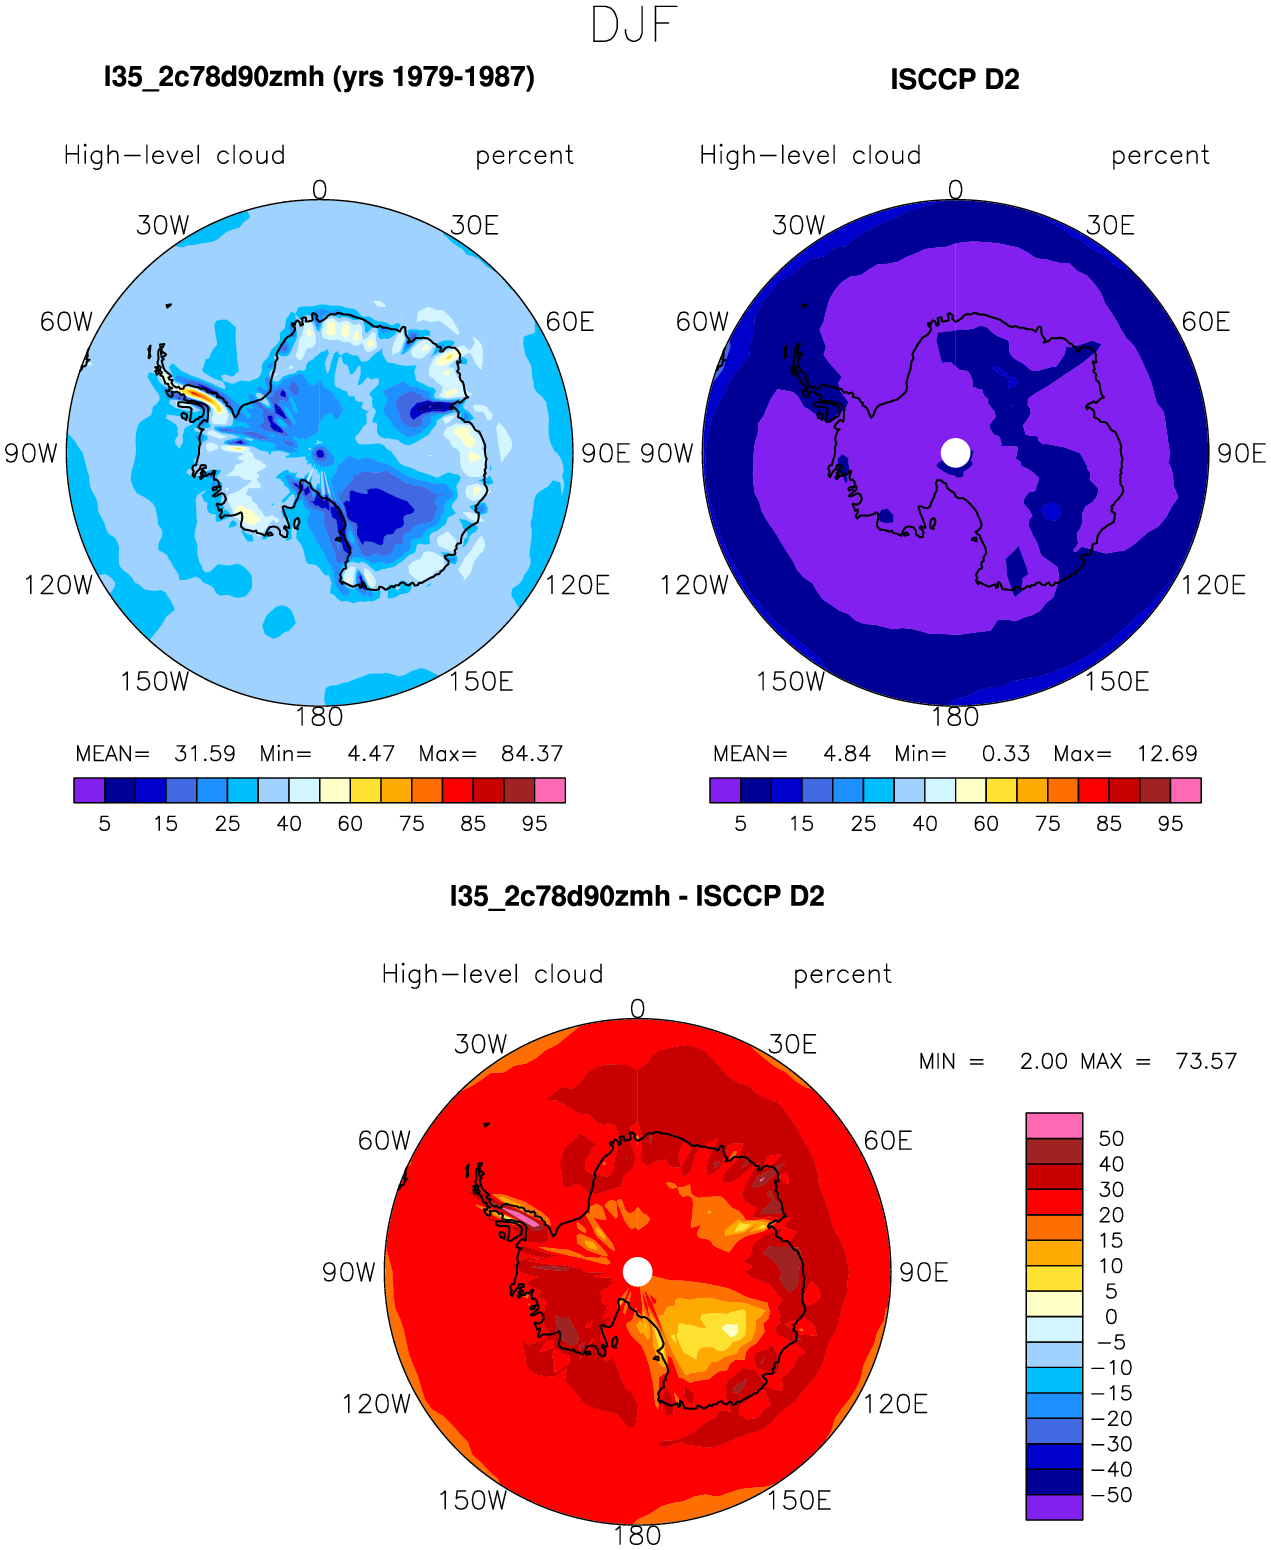 DJF
I35_2c78d90zmh (yrs 1979-1987)
High-level cloud percent
0
30W 30E
60W 60E
90W 90E
120W 120E
150W 150E
180
MEAN= 31.59 Min= 4.47 Max= 84.37
5 15 25 40 60 75 85 95
ISCCP D2
High-level cloud percent
0
30W 30E
60W 60E
90W 90E
120W 120E
150W 150E
180
MEAN= 4.84 Min= 0.33 Max= 12.69
5 15 25 40 60 75 85 95
I35_2c78d90zmh - ISCCP D2
High-level cloud percent
0
30W 30E
60W 60E
90W 90E
120W 120E
150W 150E
180
MIN = 2.00 MAX = 73.57
50
40
30
20
15
10
5
0
-5
-10
-15
-20
-30
-40
-50